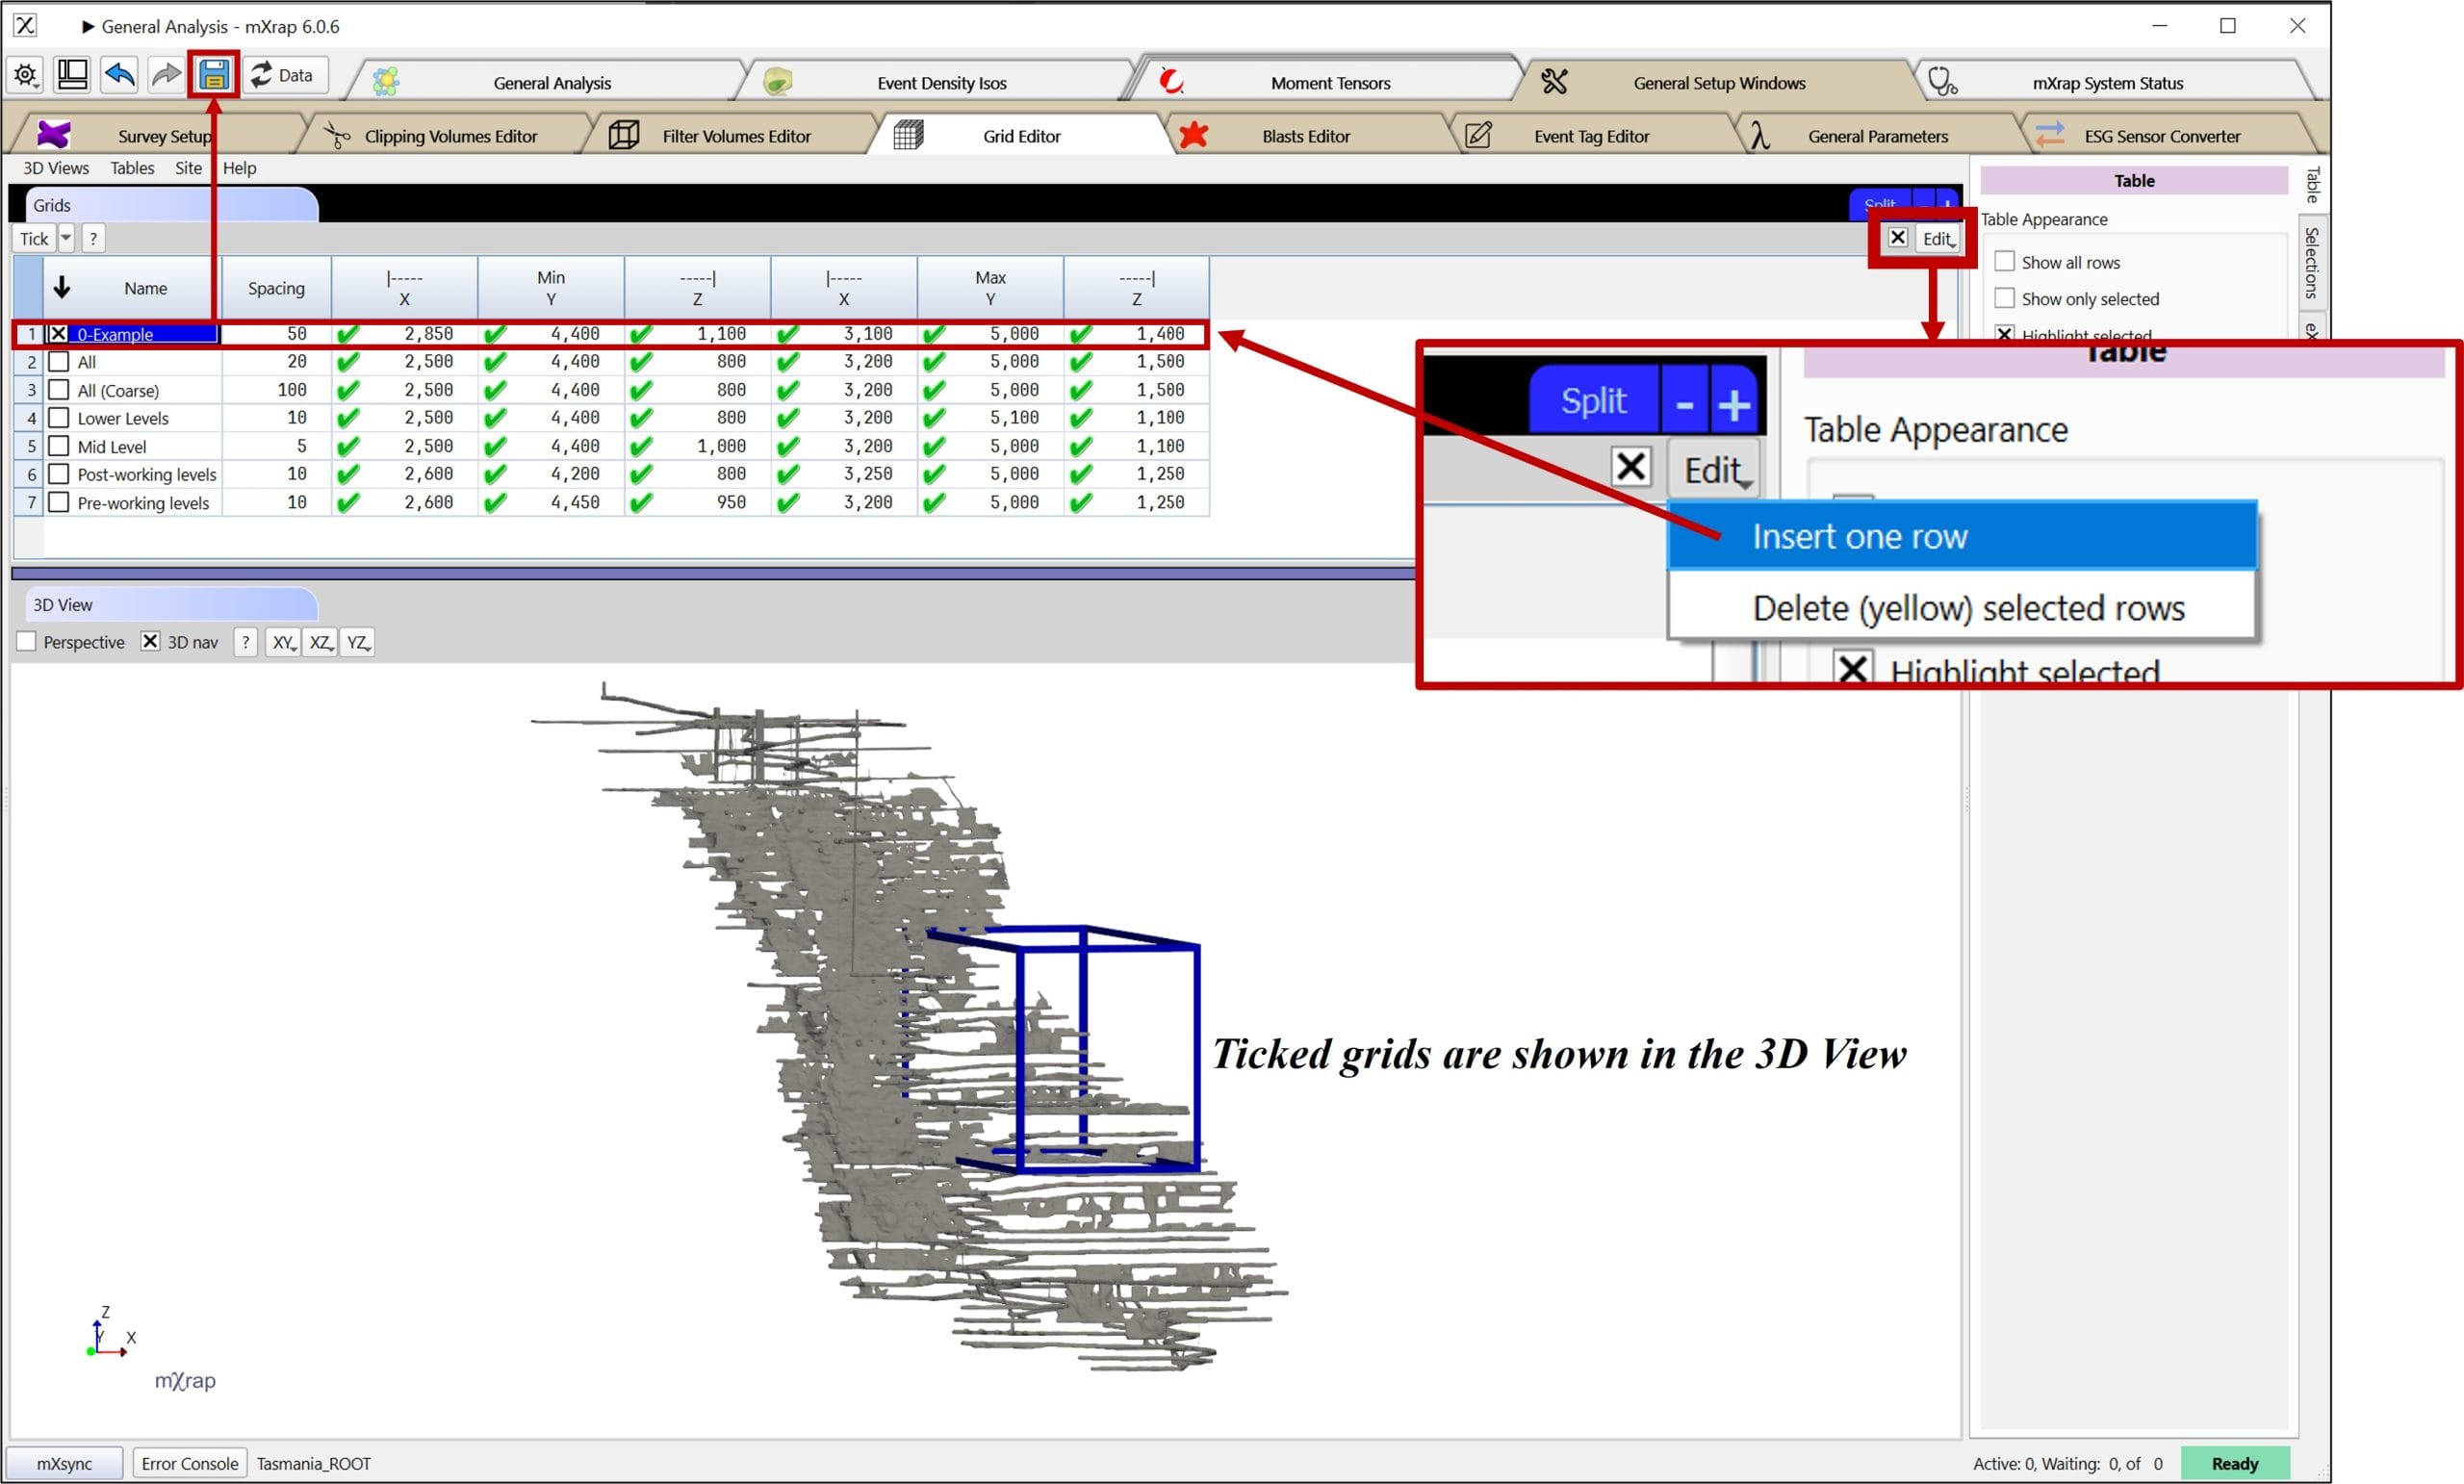 General Analysis - mXrap 6.0.6
Data
General Analysis
Event Density Isos
Moment Tensors
General Setup Windows
mXrap System Status
Survey Setup
Clipping Volumes Editor
Filter Volumes Editor
Grid Editor
Blasts Editor
Event Tag Editor
General Parameters
ESG Sensor Converter
3D Views Tables Site Help
Grids
Split - +
Tick ?
Edit
Name Spacing |----- X Min Y -----| Z |----- X Max Y -----| Z
1 0-Example 50 2,850 4,400 1,100 3,100 5,000 1,400
2 All 20 2,500 4,400 800 3,200 5,000 1,500
3 All (Coarse) 100 2,500 4,400 800 3,200 5,000 1,500
4 Lower Levels 10 2,500 4,400 800 3,200 5,100 1,100
5 Mid Level 5 2,500 4,400 1,000 3,200 5,000 1,100
6 Post-working levels 10 2,600 4,200 800 3,250 5,000 1,250
7 Pre-working levels 10 2,600 4,450 950 3,200 5,000 1,250
Table
Table Appearance
Show all rows
Show only selected
Highlight selected
Table
Selections
Table
Split - +
Table Appearance
Edit
Insert one row
Delete (yellow) selected rows
Highlight selected
3D View
Perspective 3D nav ? XY XZ YZ
Ticked grids are shown in the 3D View
Z
Y
X
mXrap
mXsync Error Console Tasmania_ROOT
Active: 0, Waiting: 0, of 0 Ready